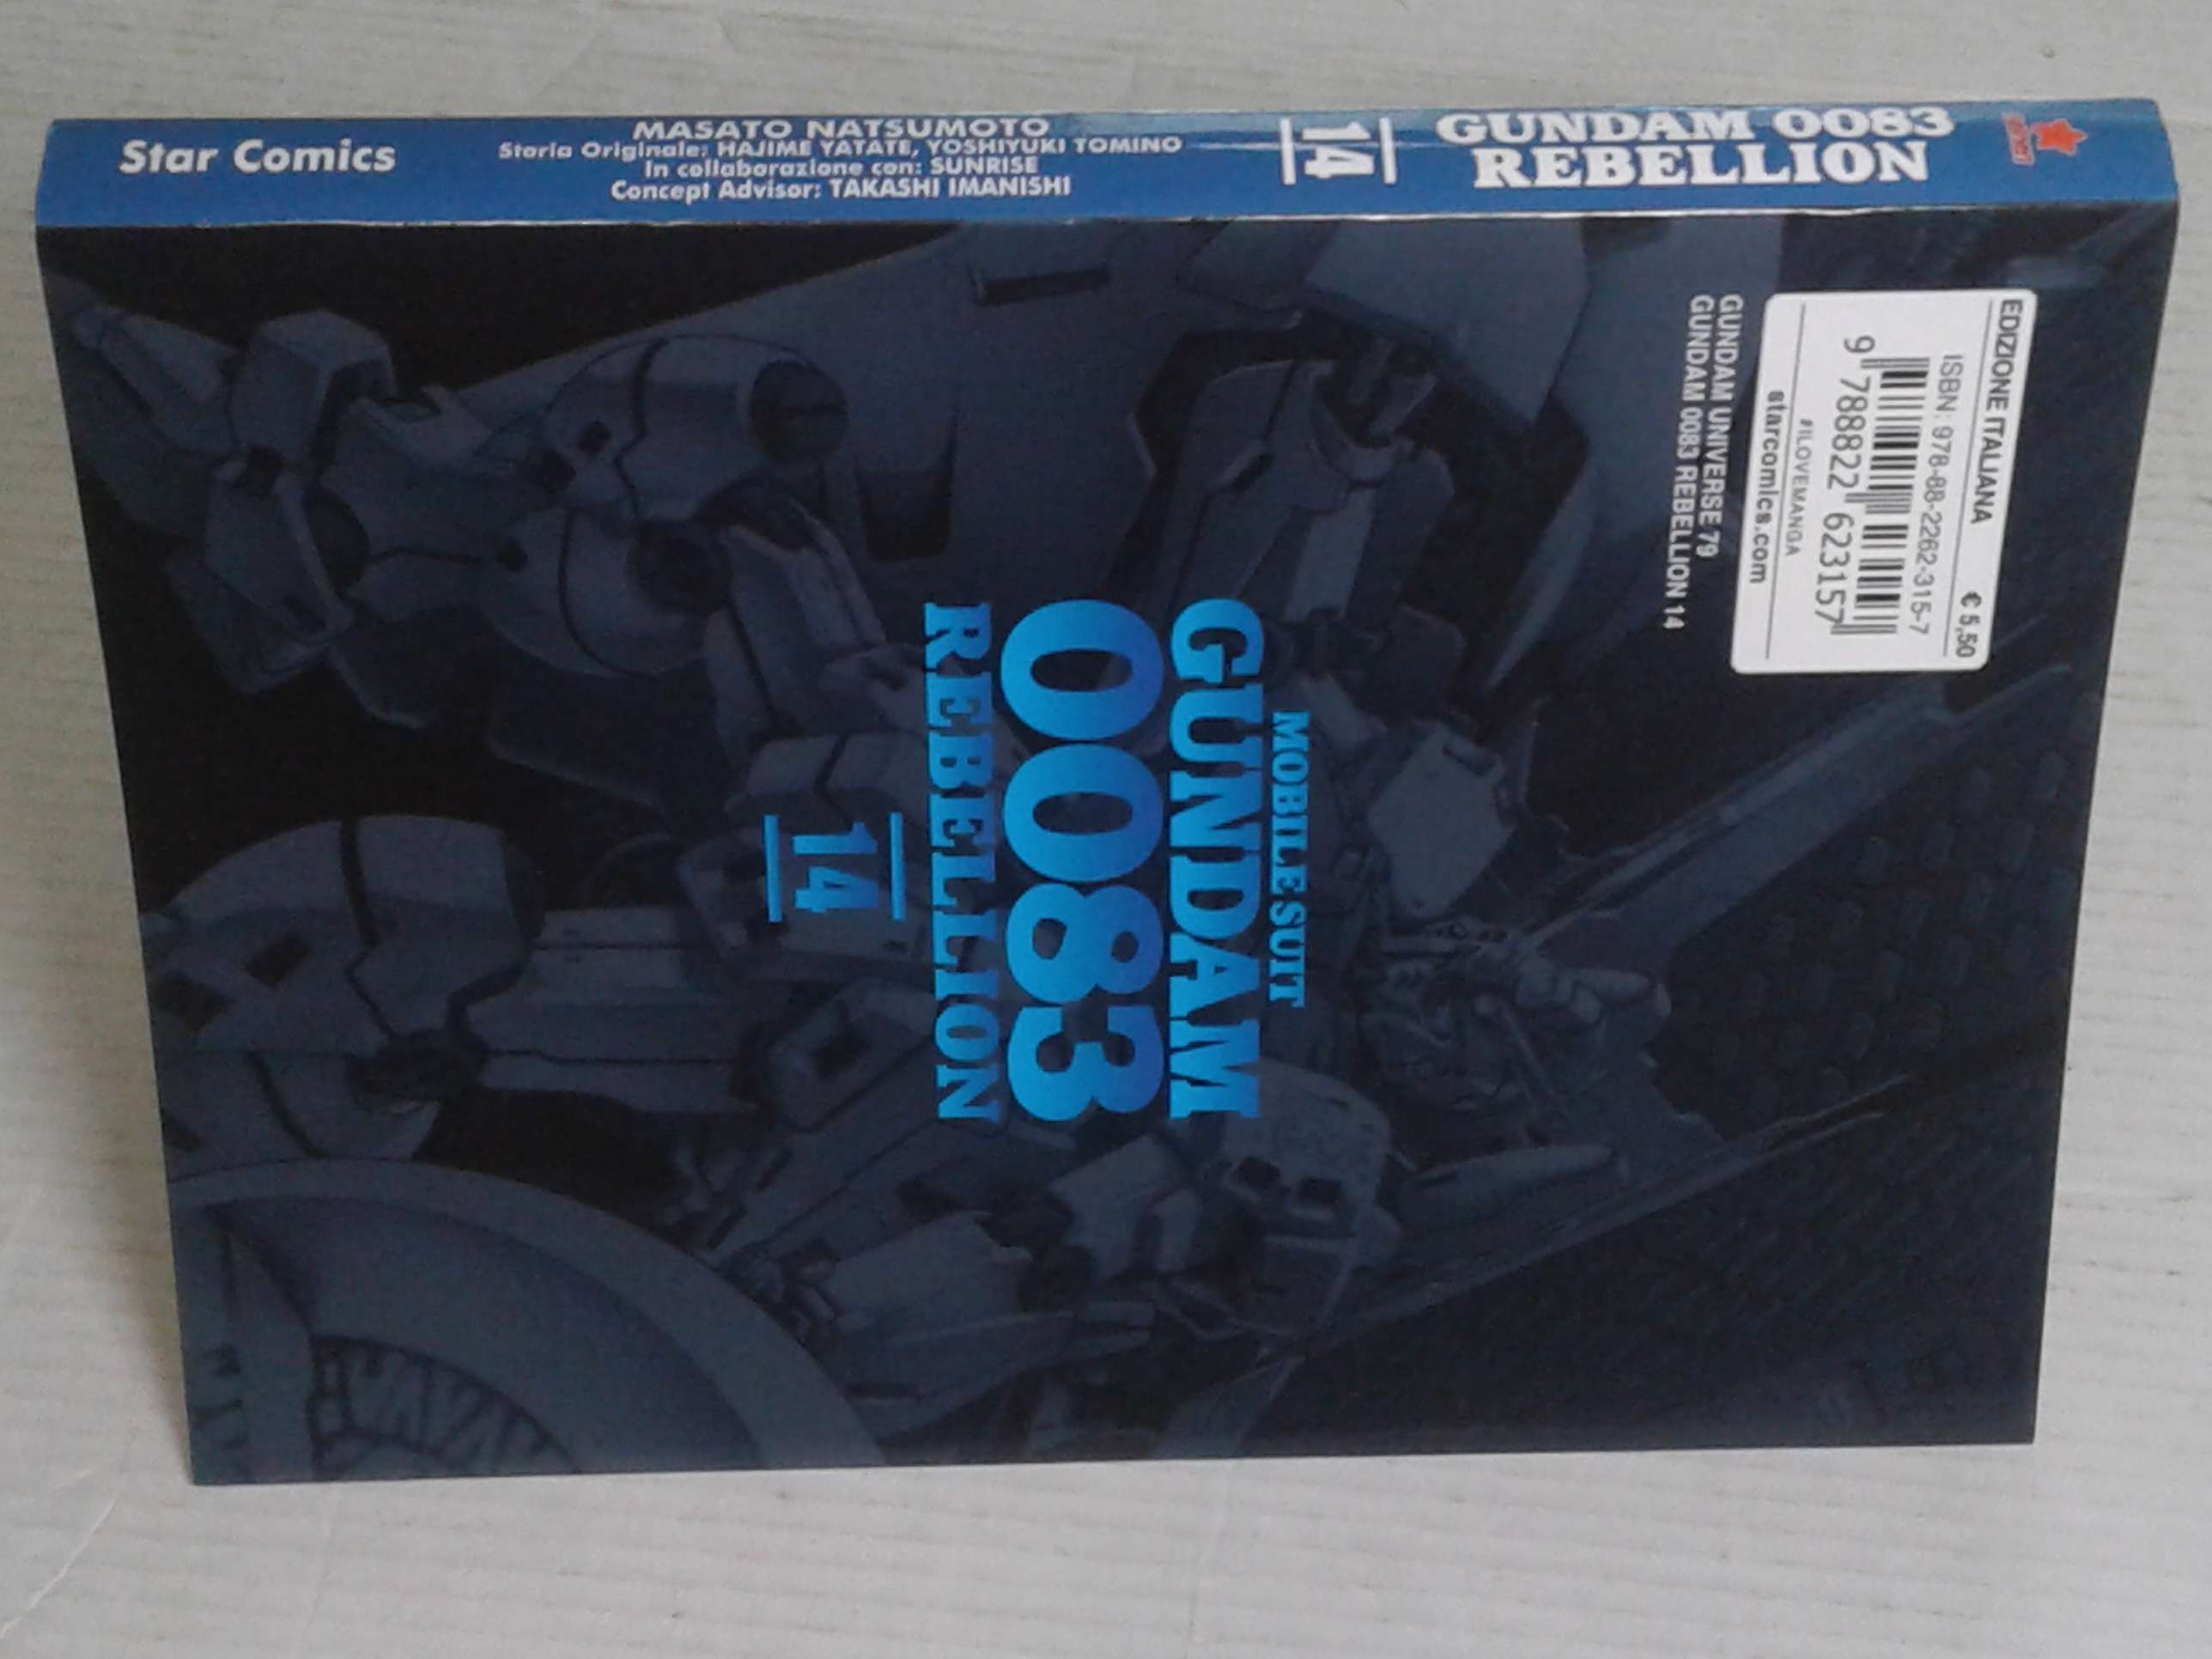 Star Comics
MASATO NATSUMOTO
Storia Originale: HAJIME YATATE, YOSHIYUKI TOMINO
In collaborazione con: SUNRISE
Concept Advisor: TAKASHI IMANISHI
14
GUNDAM 0083
REBELLION
EDIZIONE ITALIANA € 5,50
ISBN: 978-88-2262-315-7
9 788822 623157
#ILOVEMANGA
starcomics.com
GUNDAM UNIVERSE 79
GUNDAM 0083 REBELLION 14
MOBILE SUIT
GUNDAM
0083
REBELLION
14